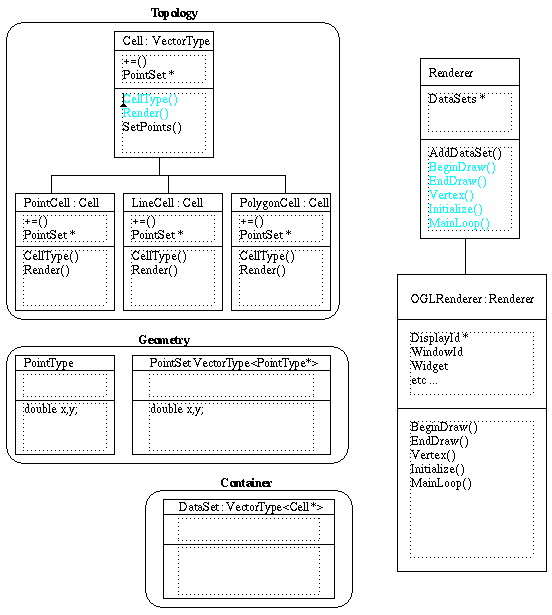 Topology
Cell : VectorType
+=()
PointSet *
CellType()
Render()
SetPoints()
PointCell : Cell
+=()
PointSet *
CellType()
Render()
LineCell : Cell
+=()
PointSet *
CellType()
Render()
PolygonCell : Cell
+=()
PointSet *
CellType()
Render()
Geometry
PointType
double x,y;
PointSet VectorType<PointType*>
double x,y;
Container
DataSet : VectorType<Cell*>
Renderer
DataSets *
AddDataSet()
BeginDraw()
EndDraw()
Vertex()
Initialize()
MainLoop()
OGLRenderer : Renderer
DisplayId *
WindowId
Widget
etc ...
BeginDraw()
EndDraw()
Vertex()
Initialize()
MainLoop()